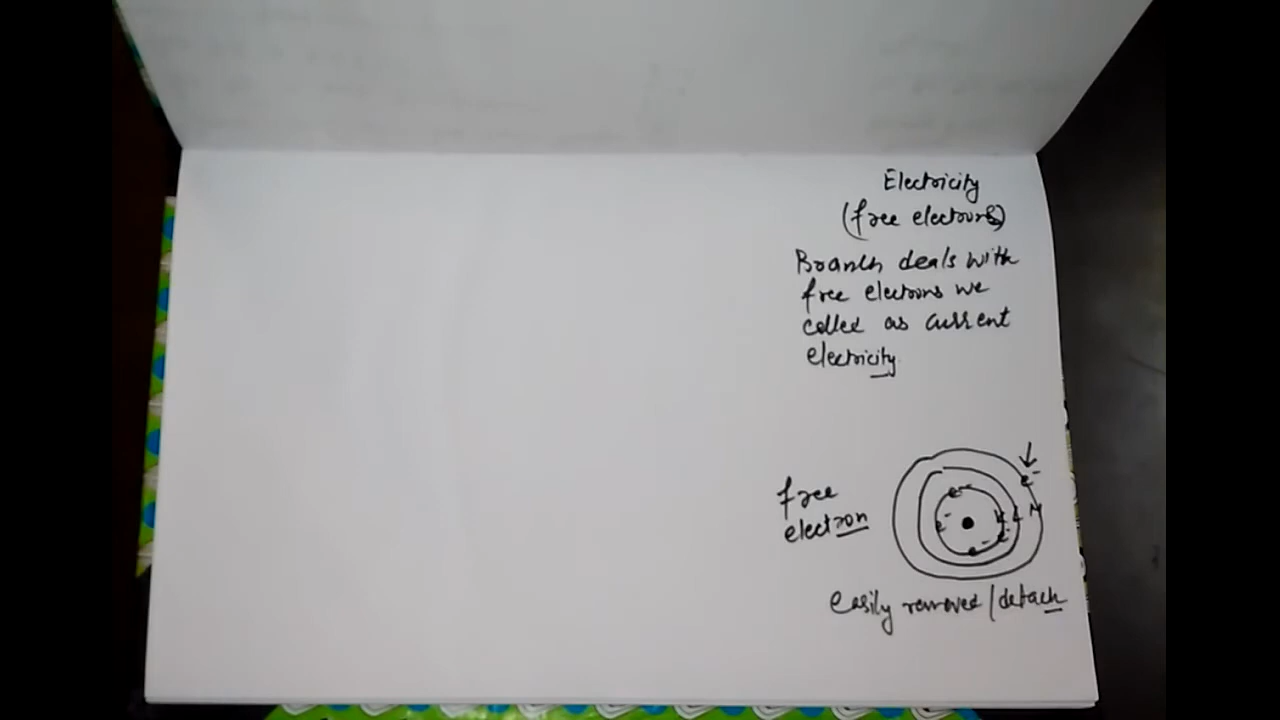 Electricity
(free electrons)
Branch deals with
free electrons we
called as current
electricity.
free
electron
e-
e-
e-
K L M
e-
e-
easily removed / detach